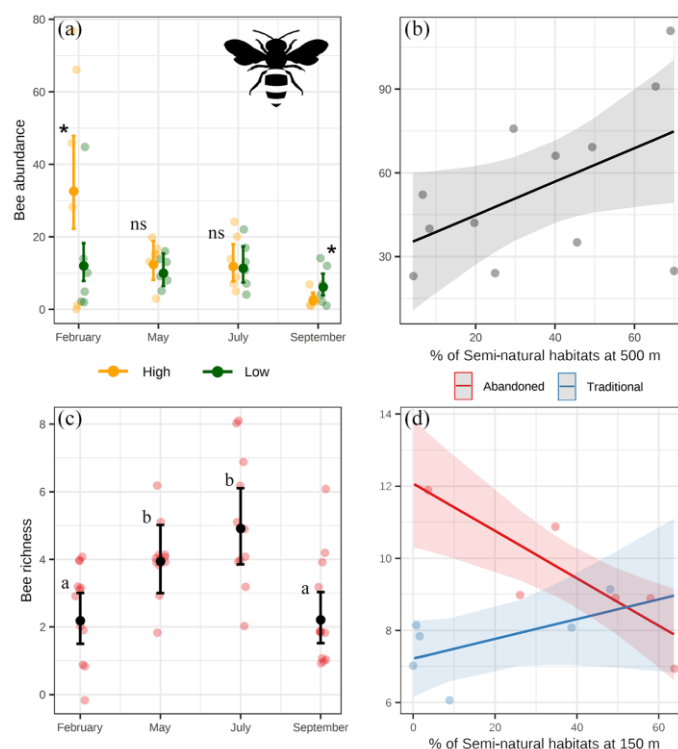 (a)
Bee abundance
80
60
40
20
0
*
ns
ns
*
February
May
July
September
High
Low
(b)
90
60
30
20
40
60
% of Semi-natural habitats at 500 m
Abandoned
Traditional
(c)
Bee richness
8
6
4
2
0
a
b
b
a
February
May
July
September
(d)
14
12
10
8
6
0
20
40
60
% of Semi-natural habitats at 150 m